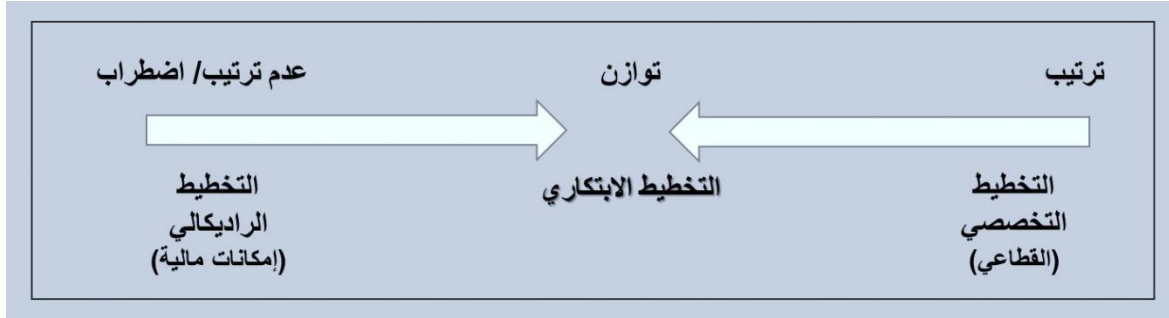 ترتيب
توازن
عدم ترتيب/ اضطراب
التخطيط
التخصصي
(القطاعي)
التخطيط الابتكاري
التخطيط
الراديكالي
(إمكانات مالية)